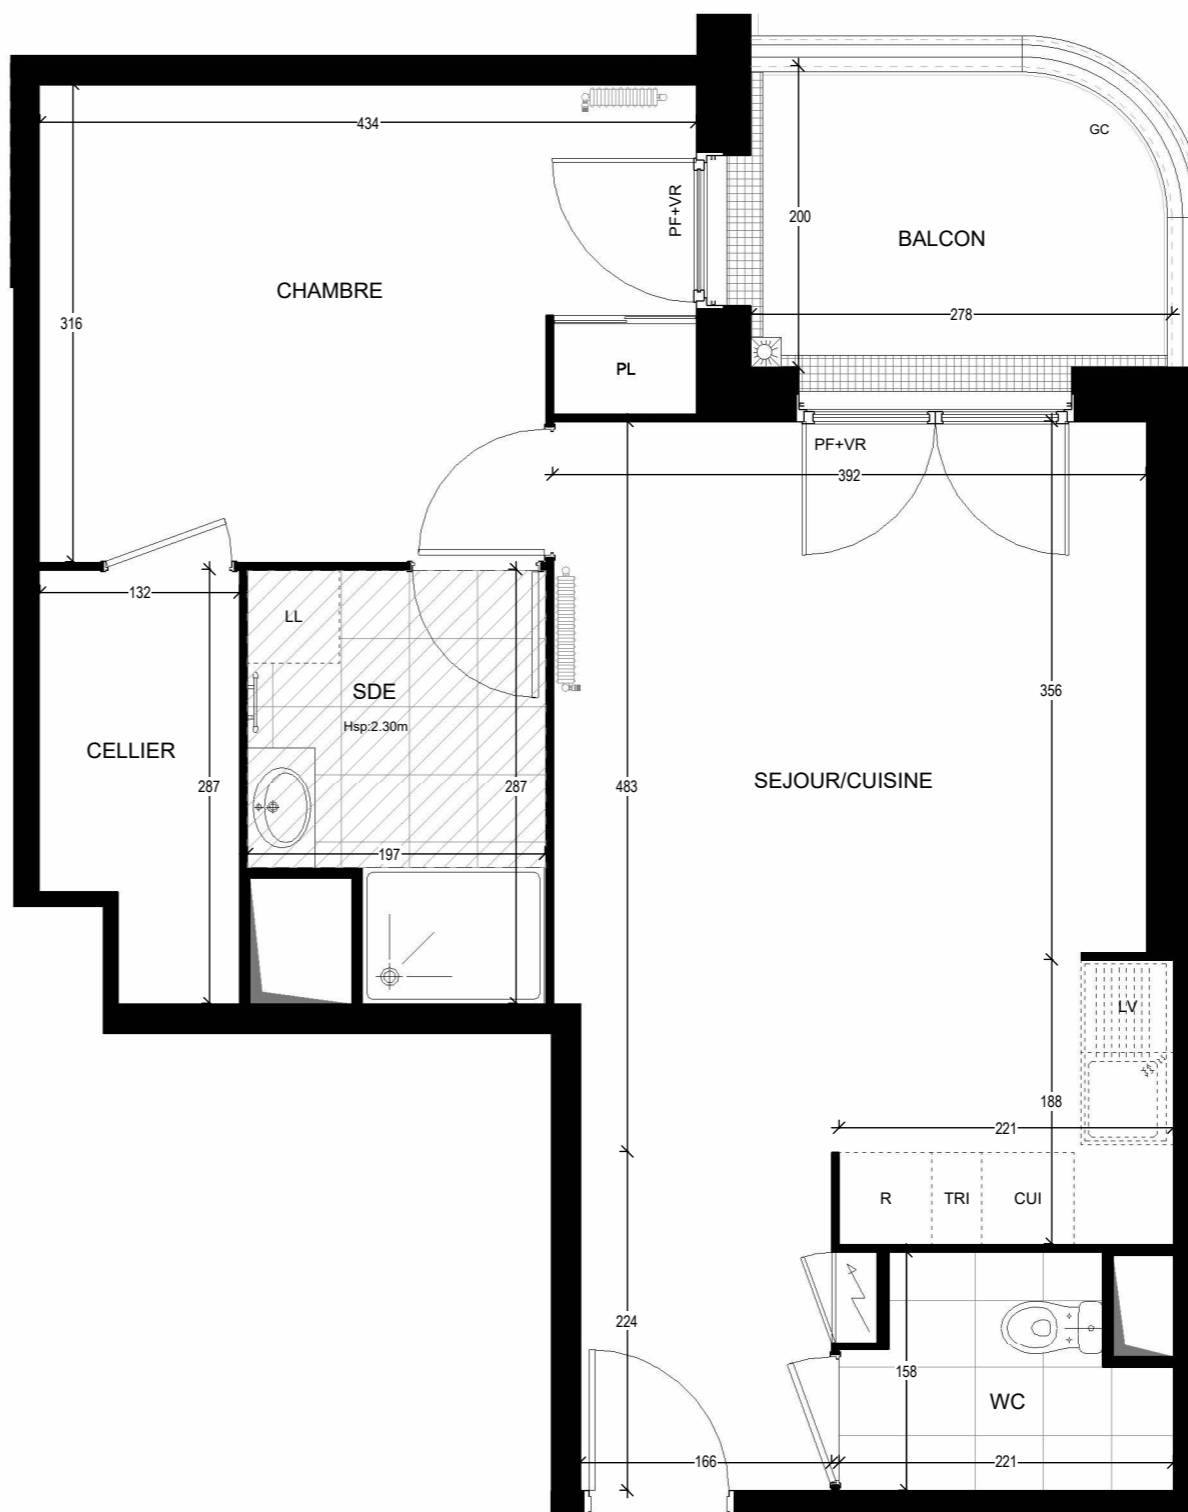 434
GC
PF+VR
200
BALCON
CHAMBRE
278
316
PL
PF+VR
392
132
LL
SDE
356
Hsp:2.30m
CELLIER
SEJOUR/CUISINE
287
287
483
197
LV
188
221
R
TRI
CUI
224
158
WC
166
221